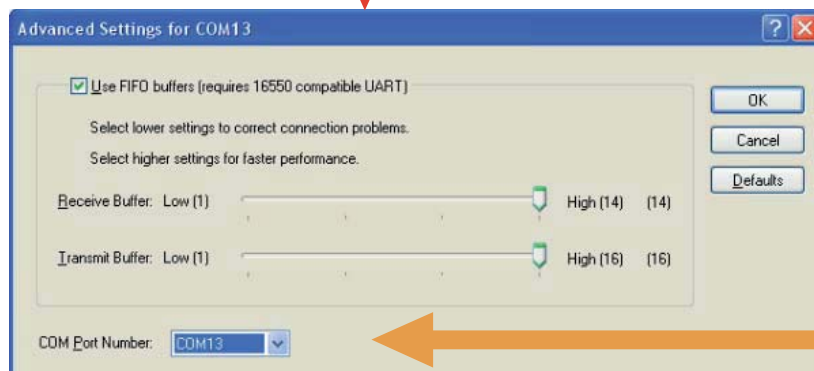 Advanced Settings for COM13
Use FIFO buffers (requires 16550 compatible UART)
OK
Select lower settings to correct connection problems.
Cancel
Select higher settings for faster performance.
Defaults
Receive Buffer: Low (1) High (14) (14)
Transmit Buffer: Low (1) High (16) (16)
COM Port Number: COM13